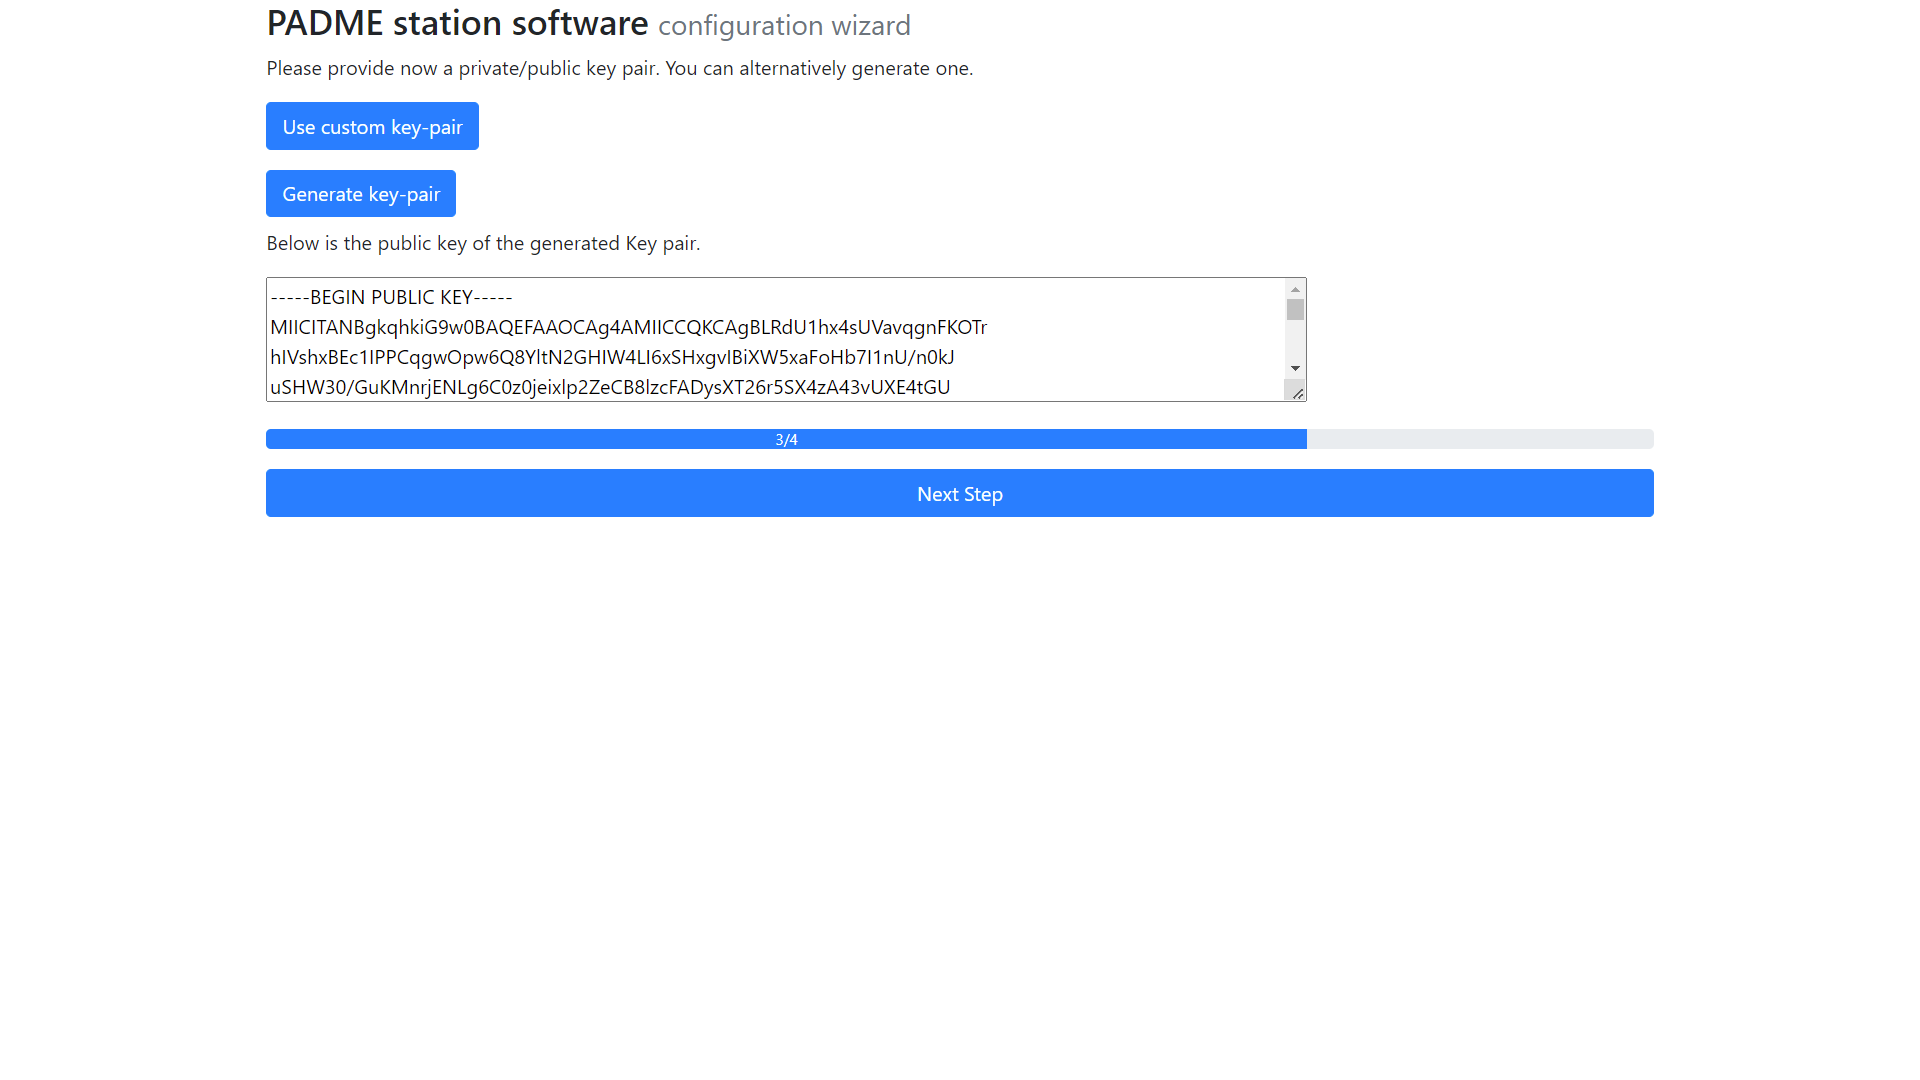 PADME station software configuration wizard
Please provide now a private/public key pair. You can alternatively generate one.
Use custom key-pair
Generate key-pair
Below is the public key of the generated Key pair.
-----BEGIN PUBLIC KEY-----
MIICITANBgkqhkiG9w0BAQEFAAOCAg4AMIICCQKCAgBLRdU1hx4sUVavqgnFKOTr
hIVshxBEc1IPPCqgwOpw6Q8YltN2GHIW4LI6xSHxgvIBiXW5xaFoHb7I1nU/n0kJ
uSHW30/GuKMnrjENLg6C0z0jeixlp2ZeCB8lzcFADysXT26r5SX4zA43vUXE4tGU
3/4
Next Step